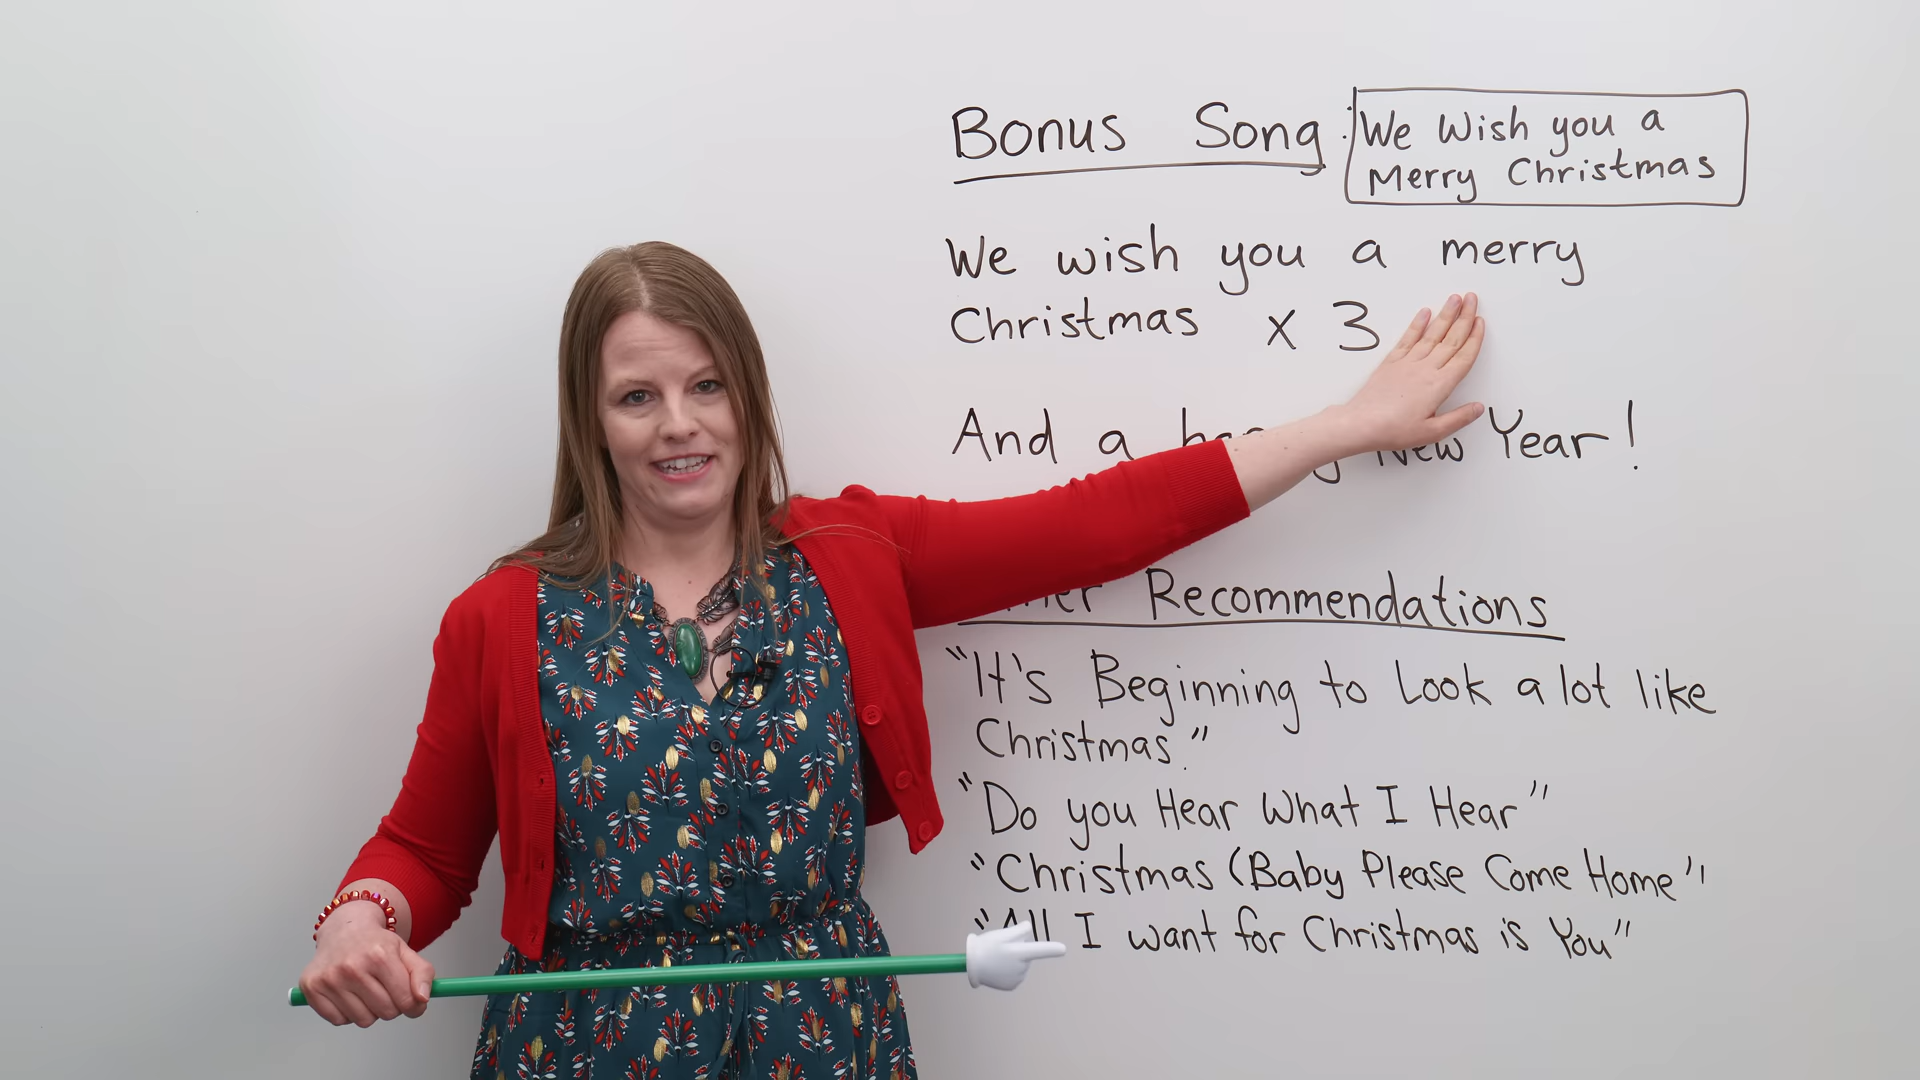 Bonus Song: We Wish you a
Merry Christmas
We wish you a merry
Christmas x 3
And a New Year!
Recommendations
"It's Beginning to Look a lot like
Christmas."
"Do you Hear What I Hear"
"Christmas (Baby Please Come Home"
"All I want for Christmas is You"